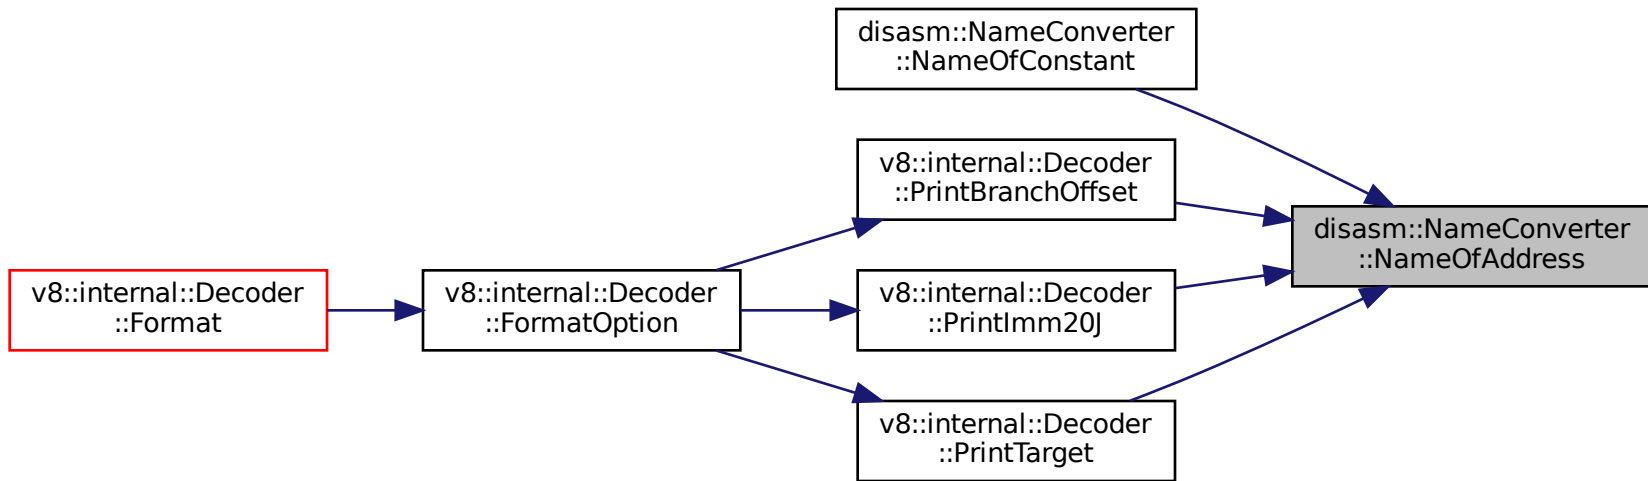 disasm::NameConverter
::NameOfConstant
v8::internal::Decoder
::PrintBranchOffset
disasm::NameConverter
::NameOfAddress
v8::internal::Decoder
::Format
v8::internal::Decoder
::FormatOption
v8::internal::Decoder
::PrintImm20J
v8::internal::Decoder
::PrintTarget